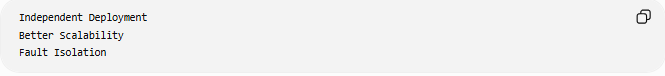 Independent Deployment
Better Scalability
Fault Isolation